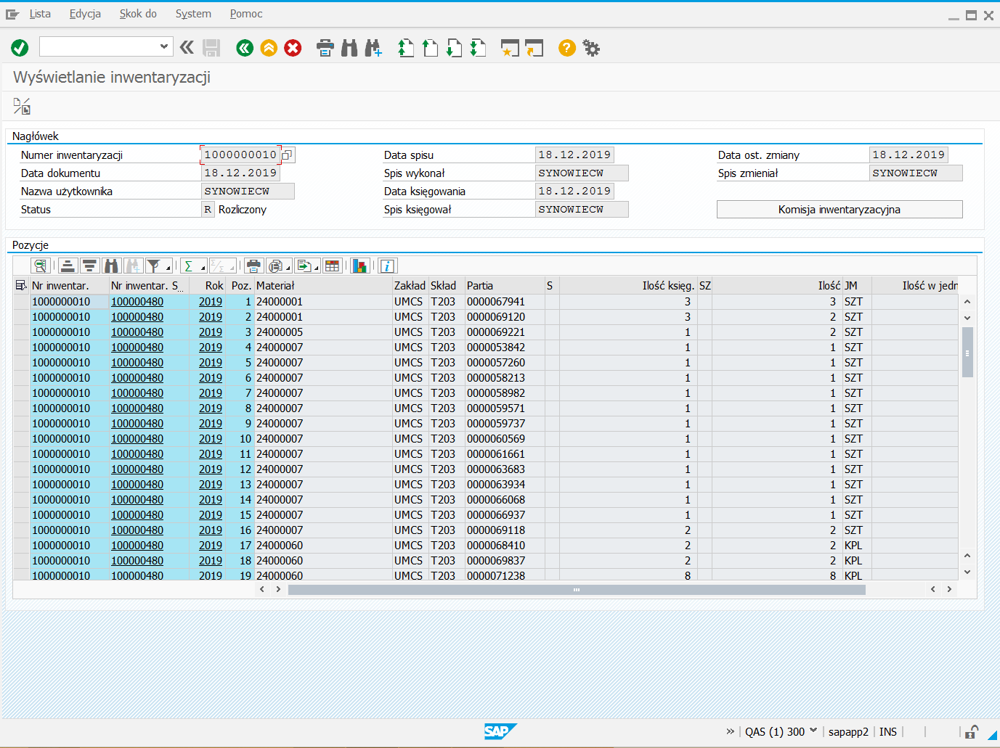 Lista Edycja Skok do System Pomoc
Wyświetlanie inwentaryzacji
Nagłówek
Numer inwentaryzacji 1000000010 Data spisu 18.12.2019 Data ost. zmiany 18.12.2019
Data dokumentu 18.12.2019 Spis wykonał SYNOWIECW Spis zmieniał SYNOWIECW
Nazwa użytkownika SYNOWIECW Data księgowania 18.12.2019
Status R Rozliczony Spis księgował SYNOWIECW Komisja inwentaryzacyjna
Pozycje
Nr inwentar. Nr inwentar. S... Rok Poz. Materiał Zakład Skład Partia S Ilość księg. SZ Ilość JM Ilość w jedn
1000000010 100000480 2019 1 24000001 UMCS T203 0000067941 3 3 SZT
1000000010 100000480 2019 2 24000001 UMCS T203 0000069120 3 2 SZT
1000000010 100000480 2019 3 24000005 UMCS T203 0000069221 1 2 SZT
1000000010 100000480 2019 4 24000007 UMCS T203 0000053842 1 1 SZT
1000000010 100000480 2019 5 24000007 UMCS T203 0000057260 1 1 SZT
1000000010 100000480 2019 6 24000007 UMCS T203 0000058213 1 1 SZT
1000000010 100000480 2019 7 24000007 UMCS T203 0000058982 1 1 SZT
1000000010 100000480 2019 8 24000007 UMCS T203 0000059571 1 1 SZT
1000000010 100000480 2019 9 24000007 UMCS T203 0000059737 1 1 SZT
1000000010 100000480 2019 10 24000007 UMCS T203 0000060569 1 1 SZT
1000000010 100000480 2019 11 24000007 UMCS T203 0000061661 1 1 SZT
1000000010 100000480 2019 12 24000007 UMCS T203 0000063683 1 1 SZT
1000000010 100000480 2019 13 24000007 UMCS T203 0000063934 1 1 SZT
1000000010 100000480 2019 14 24000007 UMCS T203 0000066068 1 1 SZT
1000000010 100000480 2019 15 24000007 UMCS T203 0000066937 1 1 SZT
1000000010 100000480 2019 16 24000007 UMCS T203 0000069118 2 2 SZT
1000000010 100000480 2019 17 24000060 UMCS T203 0000068410 2 2 KPL
1000000010 100000480 2019 18 24000060 UMCS T203 0000069837 2 2 KPL
1000000010 100000480 2019 19 24000060 UMCS T203 0000071238 8 8 KPL
SAP QAS (1) 300 sapapp2 INS